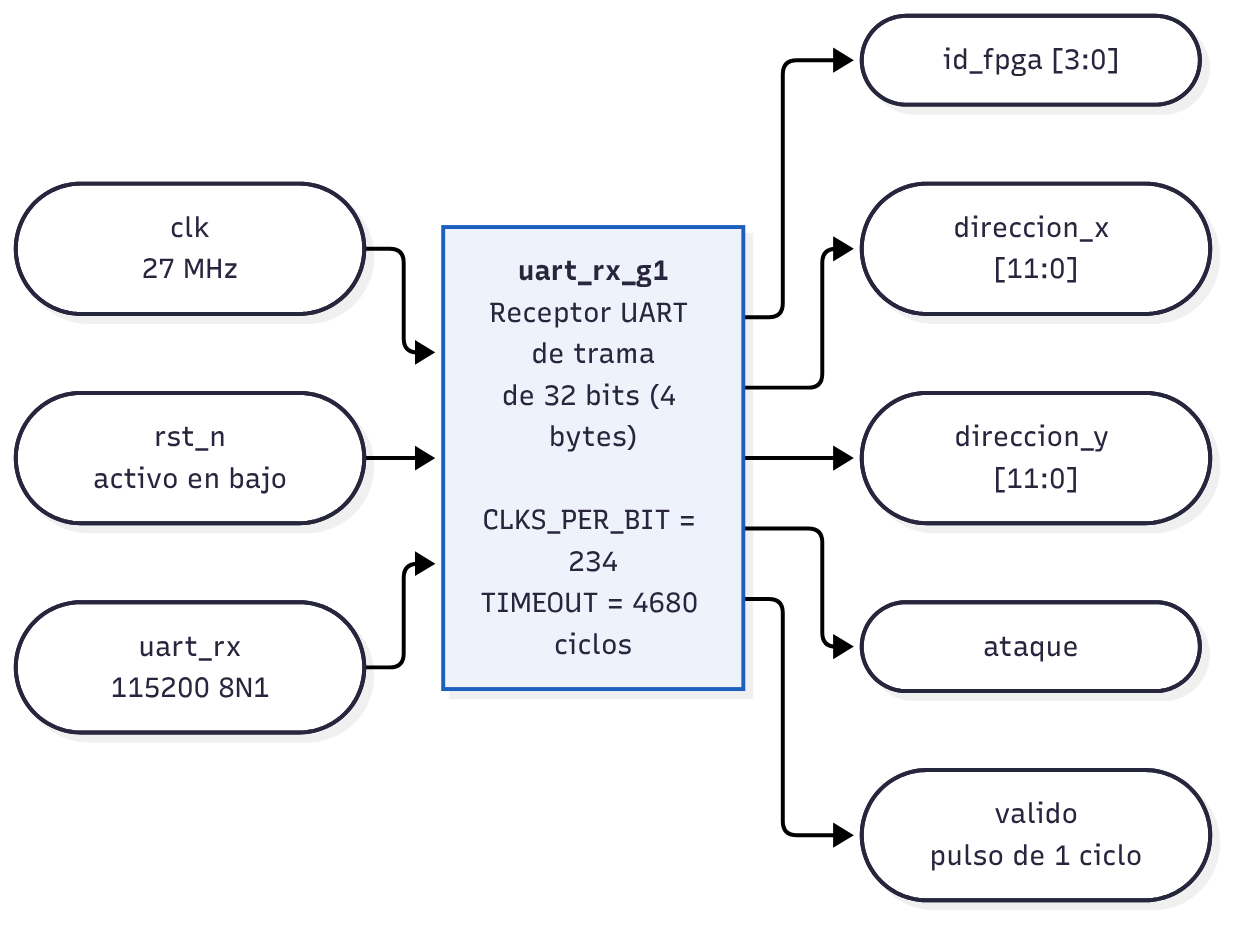 clk
27 MHz
rst_n
activo en bajo
uart_rx
115200 8N1
uart_rx_g1
Receptor UART
de trama
de 32 bits (4
bytes)
CLKS_PER_BIT =
234
TIMEOUT = 4680
ciclos
id_fpga [3:0]
direccion_x
[11:0]
direccion_y
[11:0]
ataque
valido
pulso de 1 ciclo